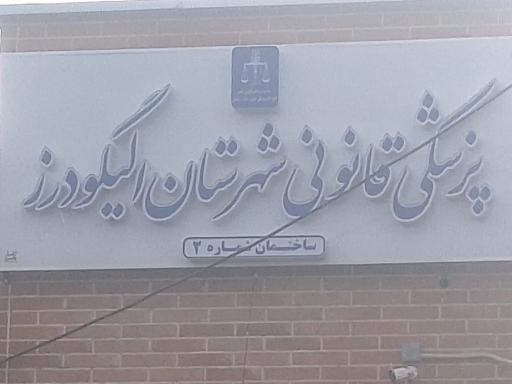 پزشکی قانونی شهرستان الیگودرز
ساختمان شماره ۲